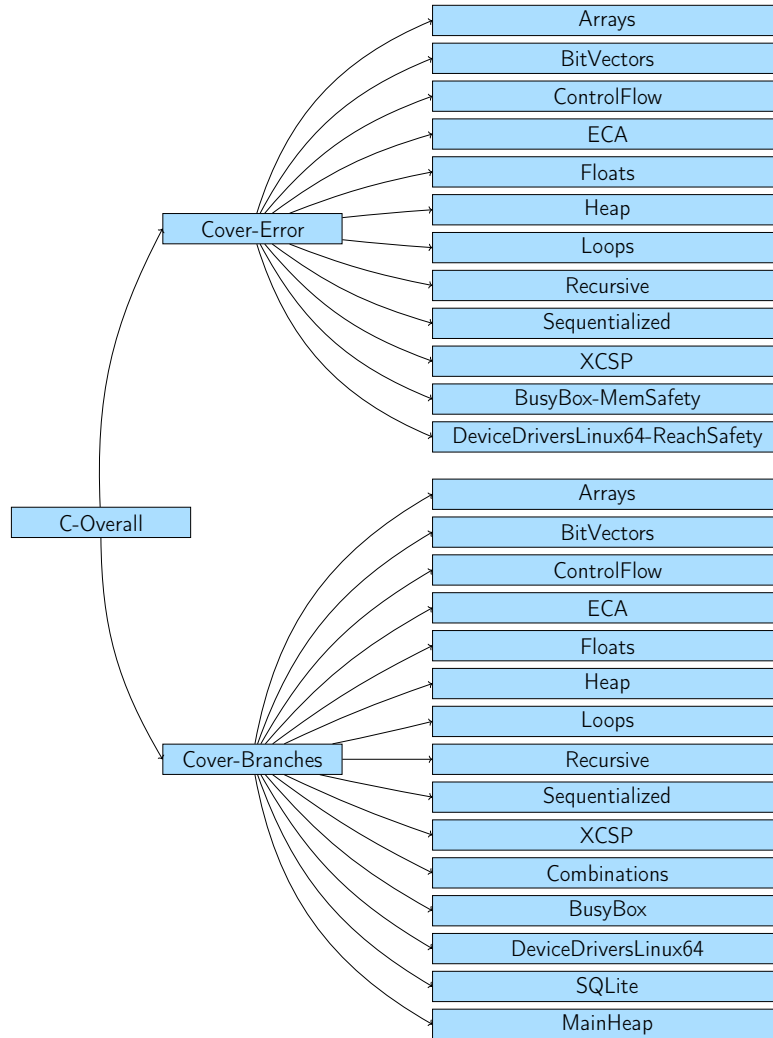 Arrays
BitVectors
ControlFlow
ECA
Floats
Heap
Cover-Error
Loops
Recursive
Sequentialized
XCSP
BusyBox-MemSafety
DeviceDriversLinux64-ReachSafety
C-Overall
Arrays
BitVectors
ControlFlow
ECA
Floats
Heap
Loops
Cover-Branches
Recursive
Sequentialized
XCSP
Combinations
BusyBox
DeviceDriversLinux64
SQLite
MainHeap